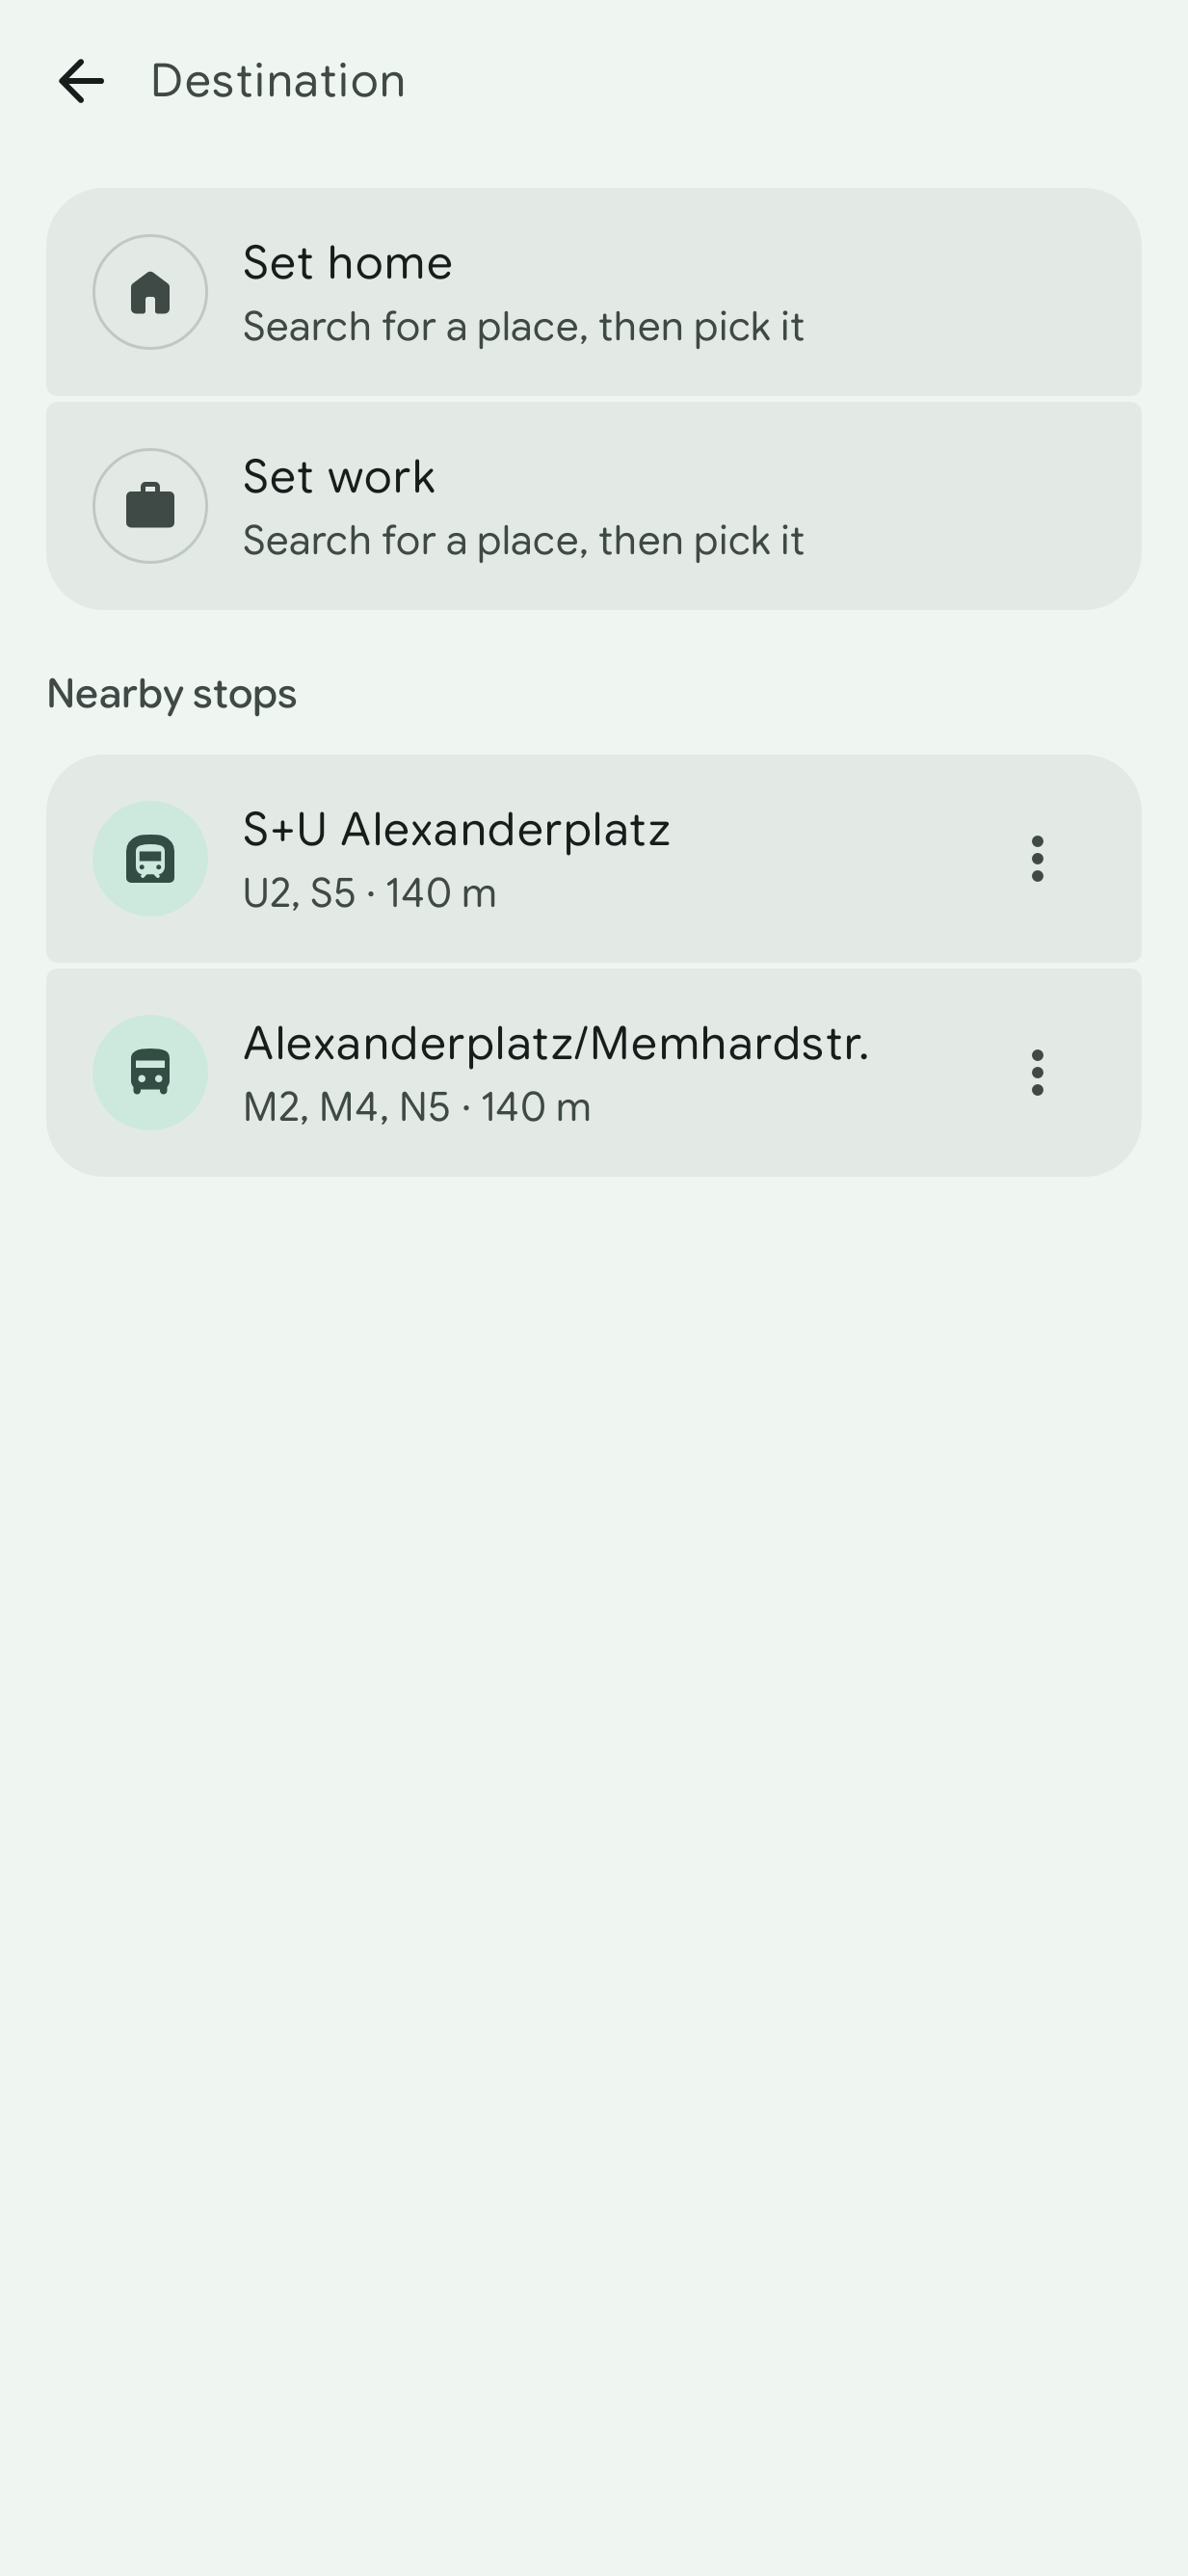 Destination
Set home
Search for a place, then pick it
Set work
Search for a place, then pick it
Nearby stops
S+U Alexanderplatz
U2, S5 · 140 m
Alexanderplatz/Memhardstr.
M2, M4, N5 · 140 m